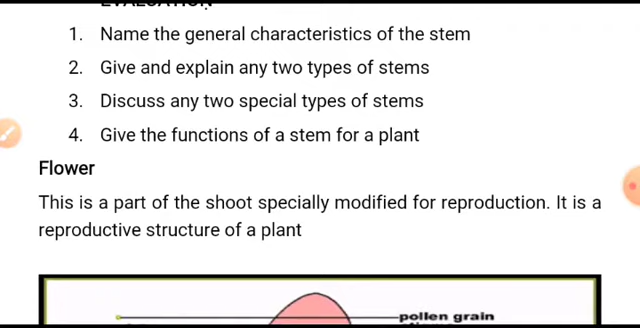 EVALUATION
1. Name the general characteristics of the stem
2. Give and explain any two types of stems
3. Discuss any two special types of stems
4. Give the functions of a stem for a plant
Flower
This is a part of the shoot specially modified for reproduction. It is a
reproductive structure of a plant
pollen grain